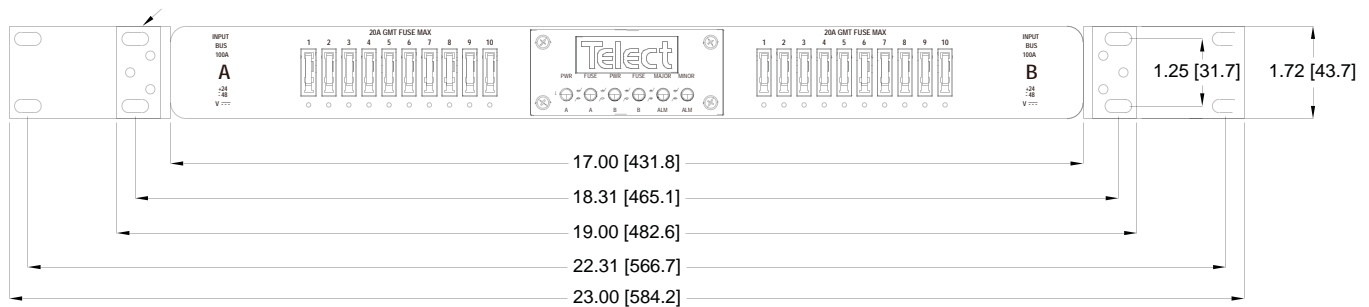 INPUT
BUS
100A
A
+24
- 48
V
20A GMT FUSE MAX
1 2 3 4 5 6 7 8 9 10
Telect
PWR FUSE PWR FUSE MAJOR MINOR
A A B B ALM ALM
20A GMT FUSE MAX
1 2 3 4 5 6 7 8 9 10
INPUT
BUS
100A
B
+24
- 48
V
1.25 [31.7]
1.72 [43.7]
17.00 [431.8]
18.31 [465.1]
19.00 [482.6]
22.31 [566.7]
23.00 [584.2]